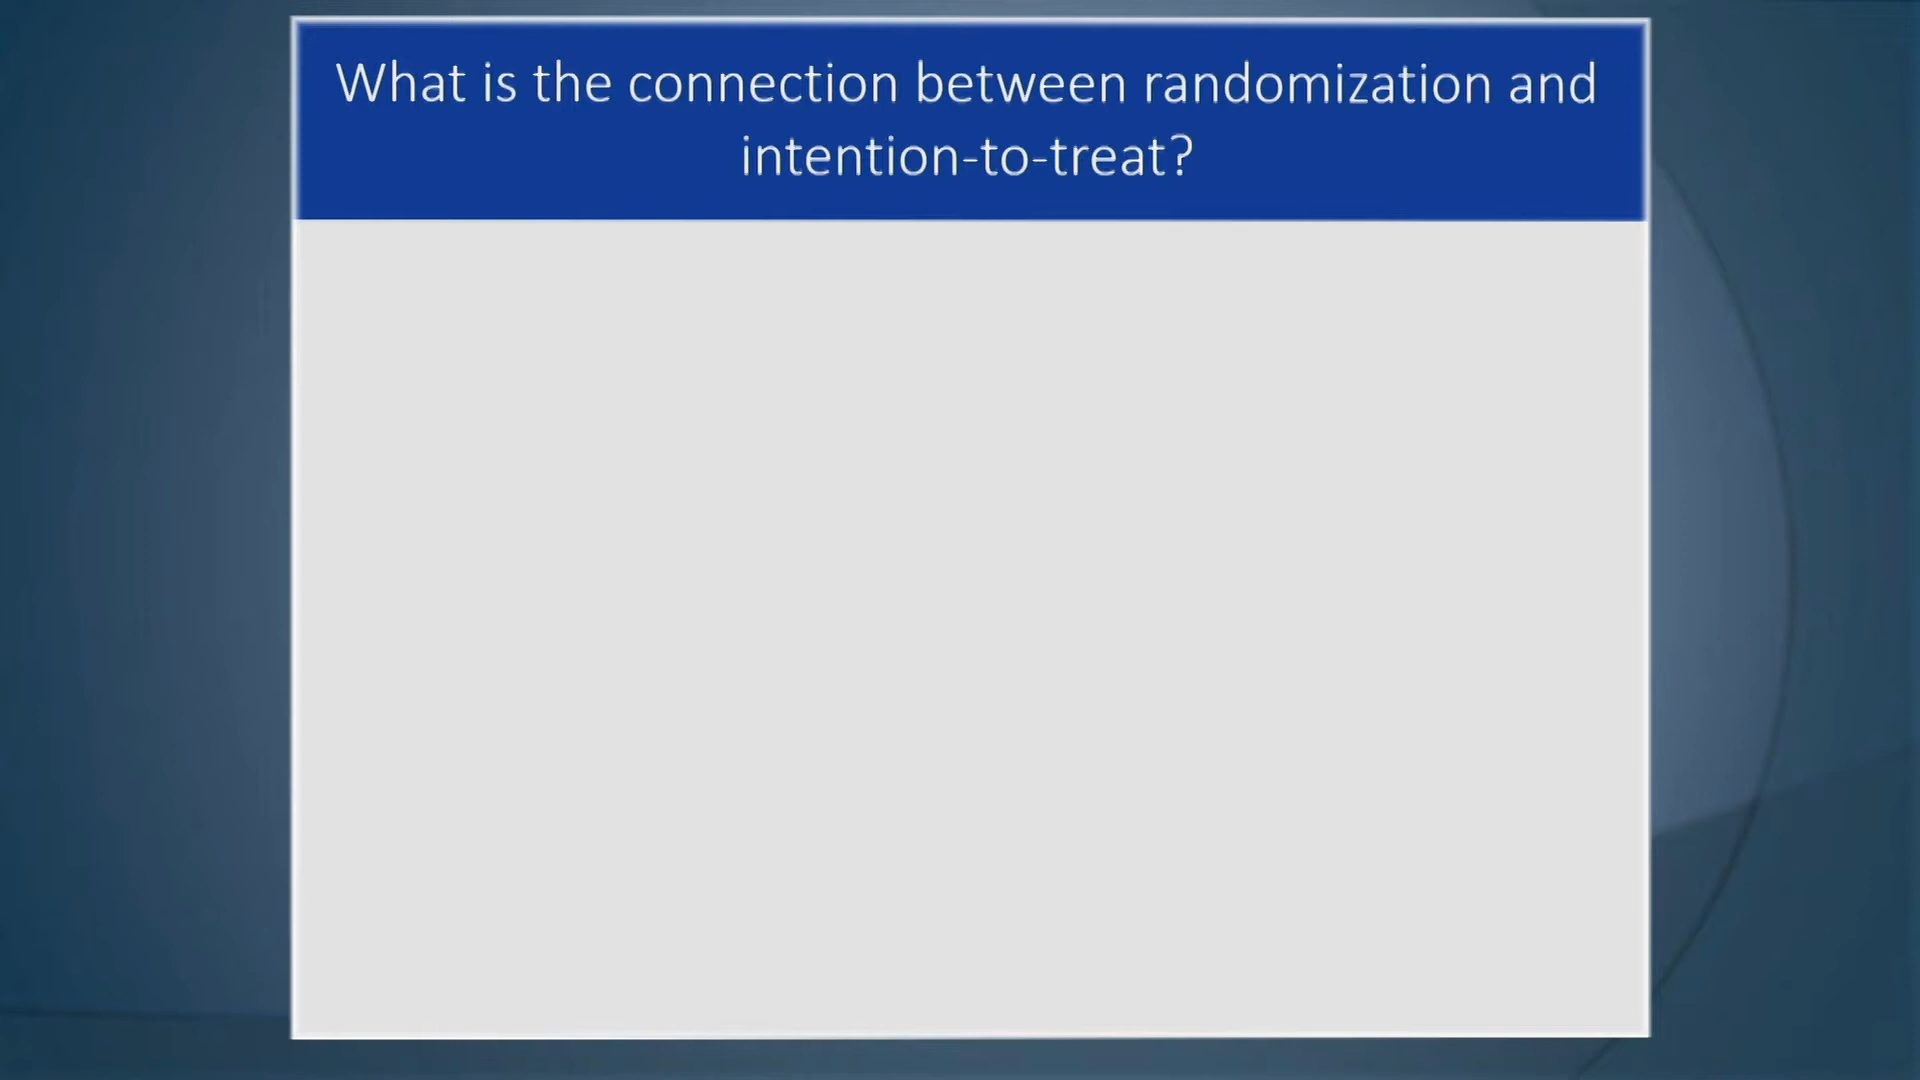 What is the connection between randomization and
intention-to-treat?